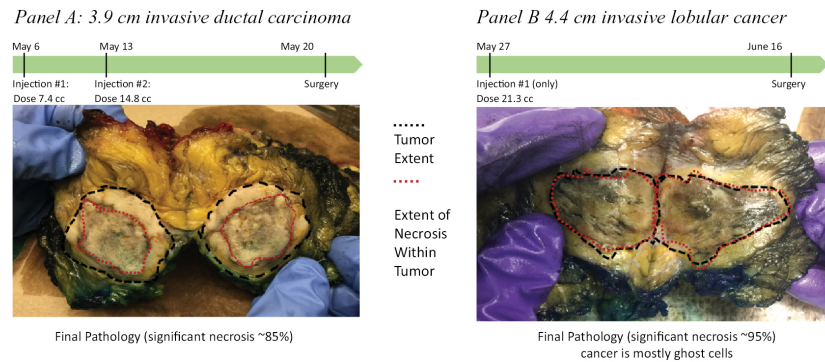 Panel A: 3.9 cm invasive ductal carcinoma
May 6
May 13
May 20
Injection #1:
Dose 7.4 cc
Injection #2:
Dose 14.8 cc
Surgery
Final Pathology (significant necrosis ~85%)
Tumor
Extent
Extent of
Necrosis
Within
Tumor
Panel B 4.4 cm invasive lobular cancer
May 27
June 16
Injection #1 (only)
Dose 21.3 cc
Surgery
Final Pathology (significant necrosis ~95%)
cancer is mostly ghost cells